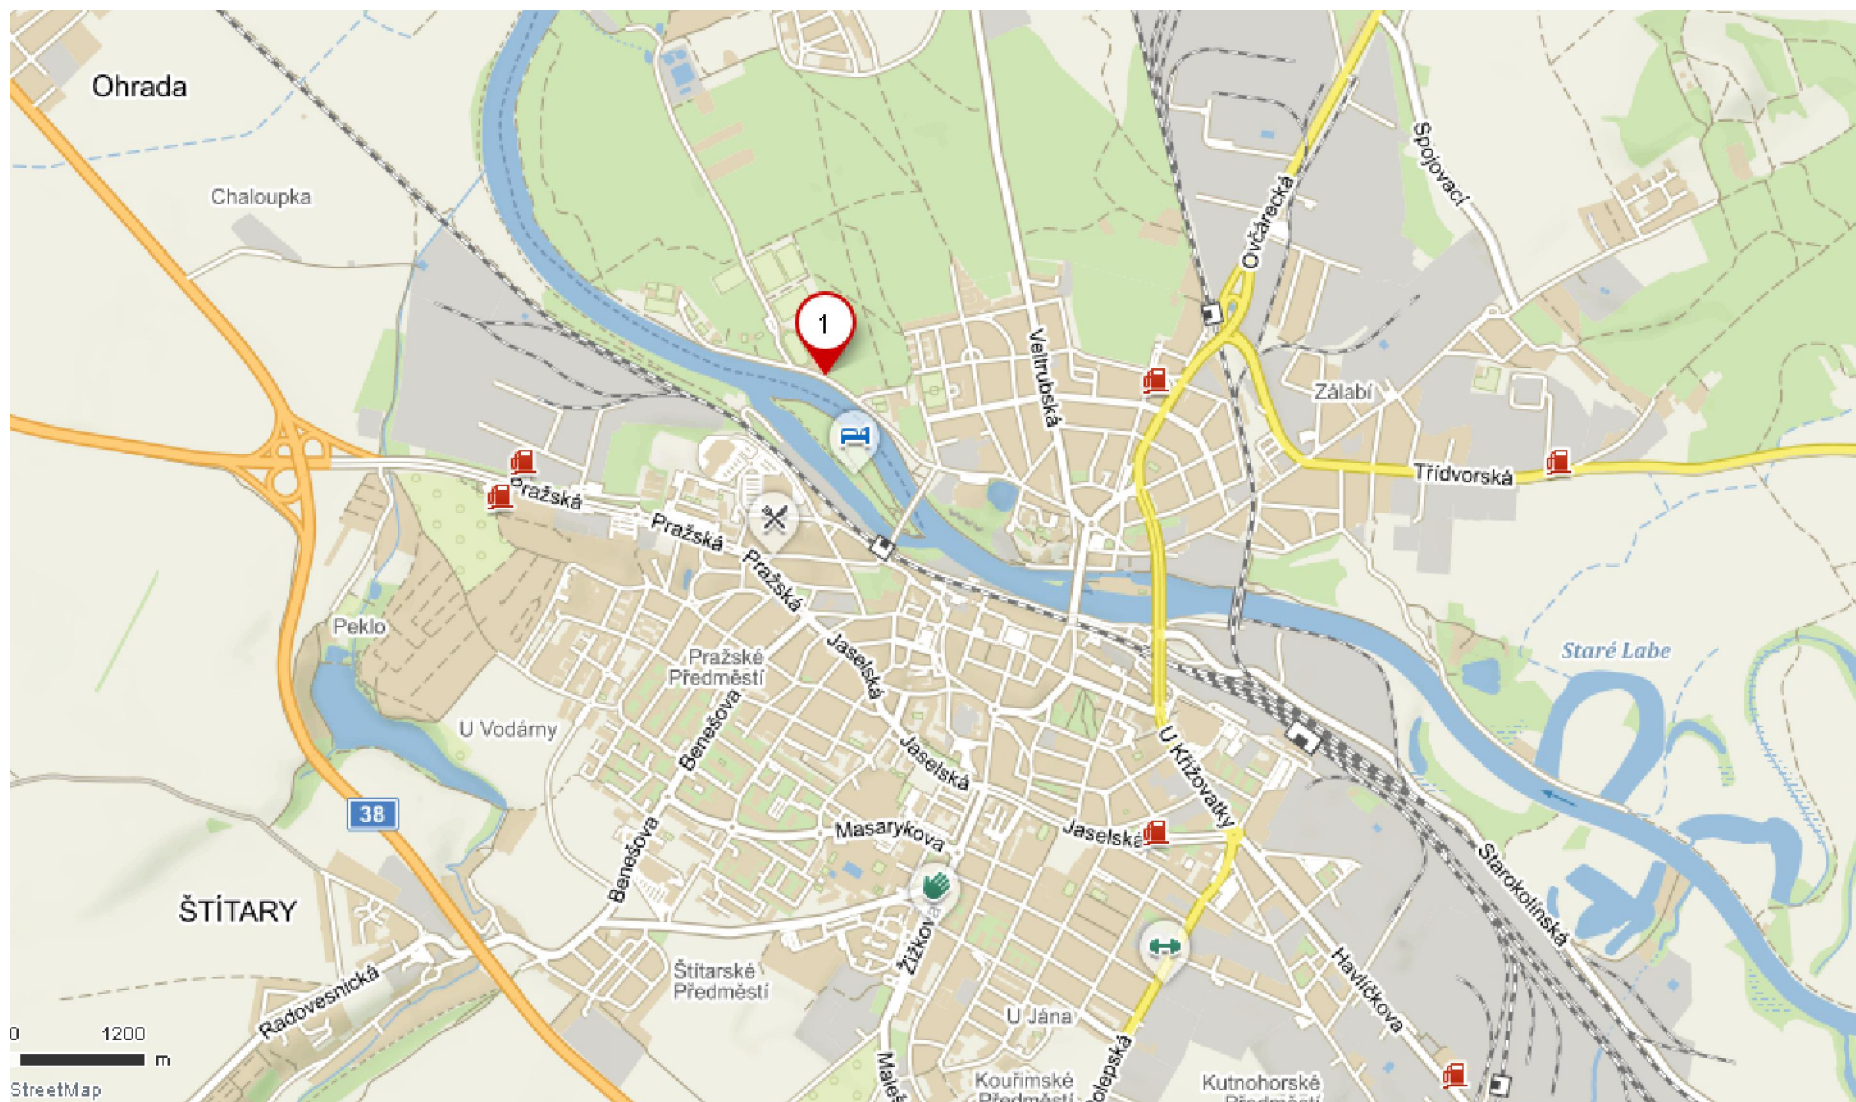 Ohrada
Spojovací
Chaloupka
Ovčárecká
1
Veltrubská
Zálabí
Třídvorská
Pražská
Pražská
Pražská
Peklo
Staré Labe
Pražské
Předměstí
Jaselská
U Vodárny
Benešova
Jaselská
U Křižovatky
38
Masarykova
Jaselská
Benešova
Starokolínská
ŠTÍTARY
Žižkova
Havlíčkova
Štítarské
Předměstí
Radovesnická
U Jána
0 1200
m
Kouřimské
Předměstí
Kutnohorské
Předměstí
StreetMap